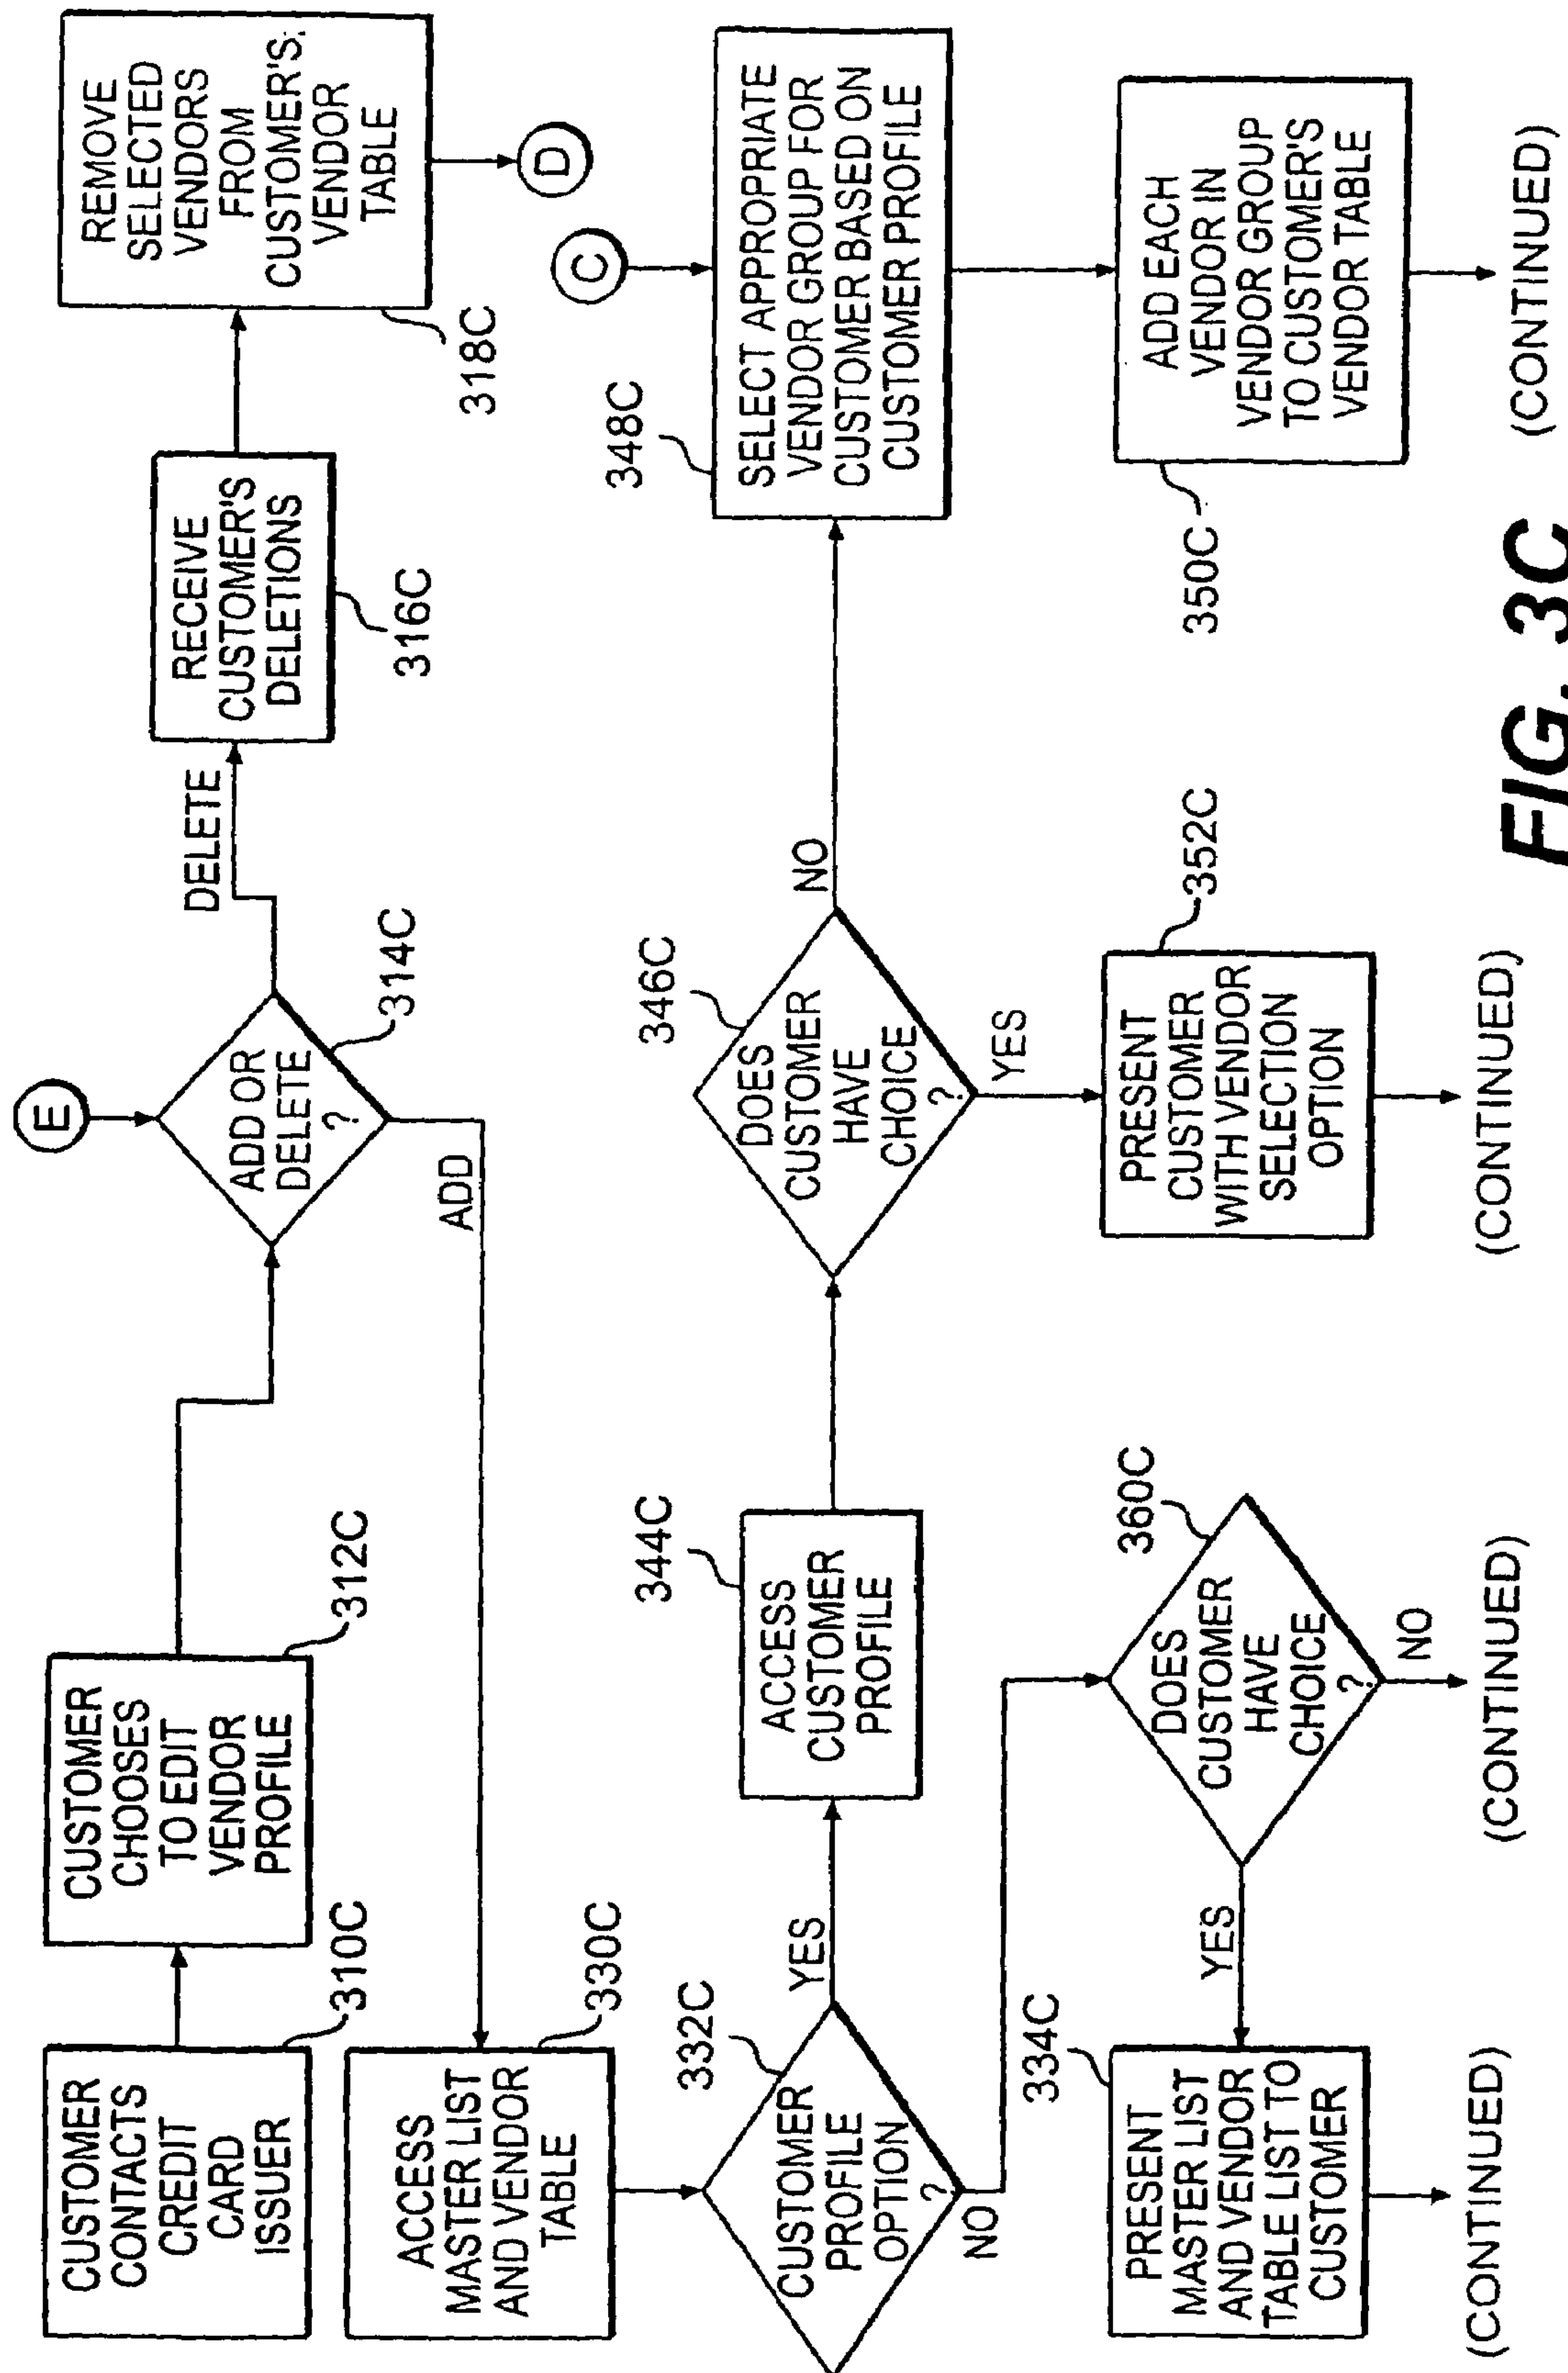 CUSTOMER
CONTACTS
CREDIT
CARD
ISSUER
310C
CUSTOMER
CHOOSES
TO EDIT
VENDOR
PROFILE
312C
E
ADD OR
DELETE
?
314C
DELETE
ADD
RECEIVE
CUSTOMER'S
DELETIONS
316C
REMOVE
SELECTED
VENDORS
FROM
CUSTOMER'S
VENDOR
TABLE
318C
D
ACCESS
MASTER LIST
AND VENDOR
TABLE
330C
332C
CUSTOMER
PROFILE
OPTION
?
YES
NO
344C
ACCESS
CUSTOMER
PROFILE
346C
DOES
CUSTOMER
HAVE
CHOICE
?
NO
YES
C
348C
SELECT APPROPRIATE
VENDOR GROUP FOR
CUSTOMER BASED ON
CUSTOMER PROFILE
334C
PRESENT
MASTER LIST
AND VENDOR
TABLE LIST TO
CUSTOMER
YES
360C
DOES
CUSTOMER
HAVE
CHOICE
?
NO
352C
PRESENT
CUSTOMER
WITH VENDOR
SELECTION
OPTION
350C
ADD EACH
VENDOR IN
VENDOR GROUP
TO CUSTOMER'S
VENDOR TABLE
(CONTINUED)
(CONTINUED)
(CONTINUED)
(CONTINUED)
FIG. 3C